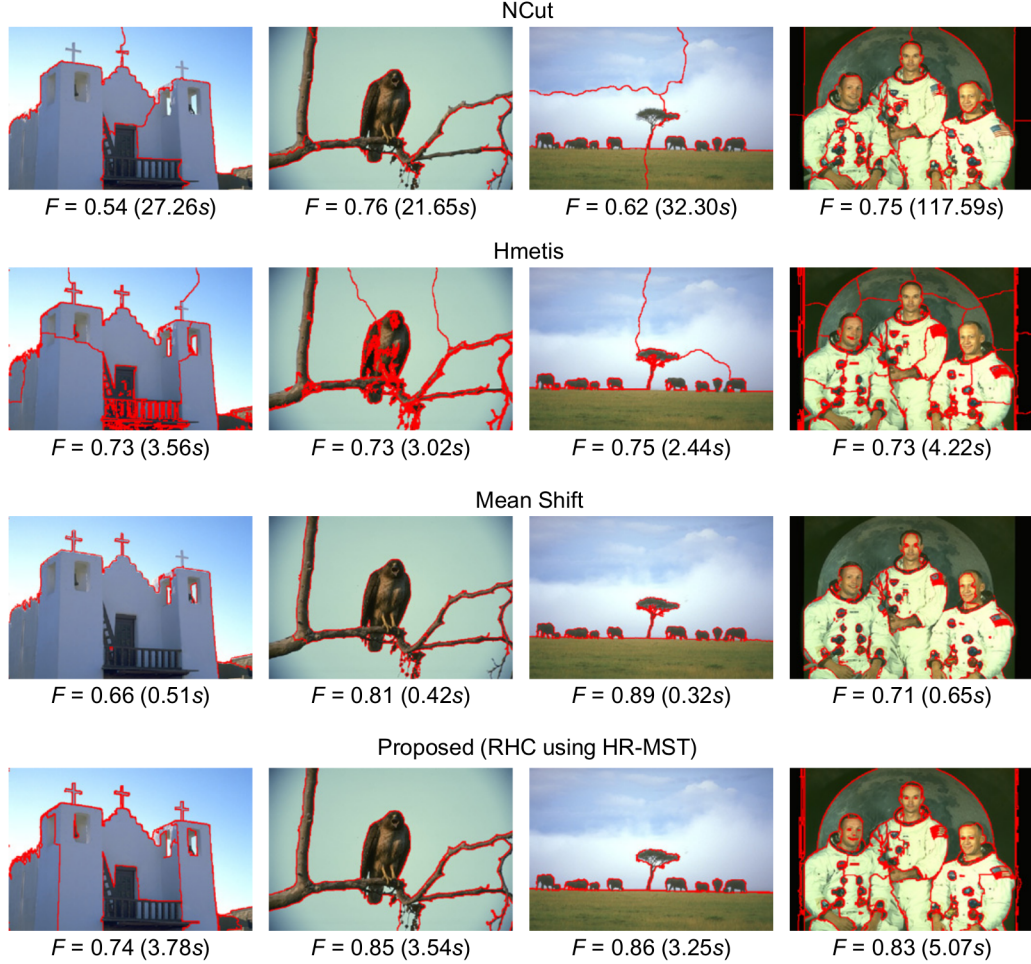 NCut
F = 0.54 (27.26s) F = 0.76 (21.65s) F = 0.62 (32.30s) F = 0.75 (117.59s)
Hmetis
F = 0.73 (3.56s) F = 0.73 (3.02s) F = 0.75 (2.44s) F = 0.73 (4.22s)
Mean Shift
F = 0.66 (0.51s) F = 0.81 (0.42s) F = 0.89 (0.32s) F = 0.71 (0.65s)
Proposed (RHC using HR-MST)
F = 0.74 (3.78s) F = 0.85 (3.54s) F = 0.86 (3.25s) F = 0.83 (5.07s)